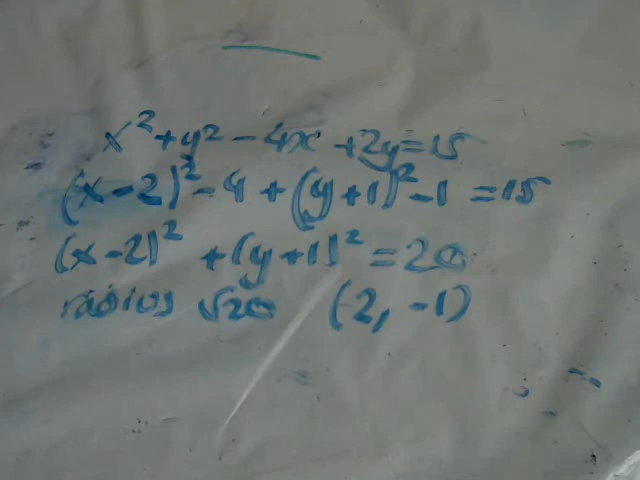 x² + y² - 4x + 2y = 15
(x - 2)² - 4 + (y + 1)² - 1 = 15
(x - 2)² + (y + 1)² = 20
radios √20 (2, -1)